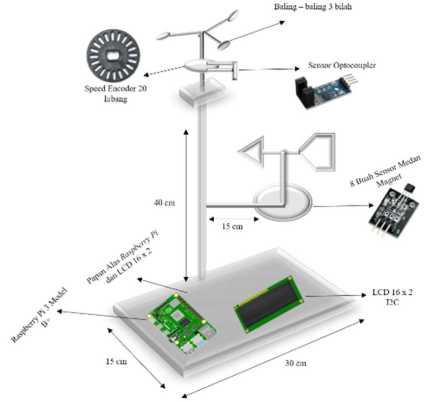 Baling – baling 3 bilah
Sensor Optocoupler
Speed Encoder 20
lubang
8 Buah Sensor Medan
Magnet
40 cm
15 cm
Papan Alas Raspberry Pi
dan LCD 16 x 2
Raspberry Pi 3 Model
B+
LCD 16 x 2
I2C
15 cm
30 cm